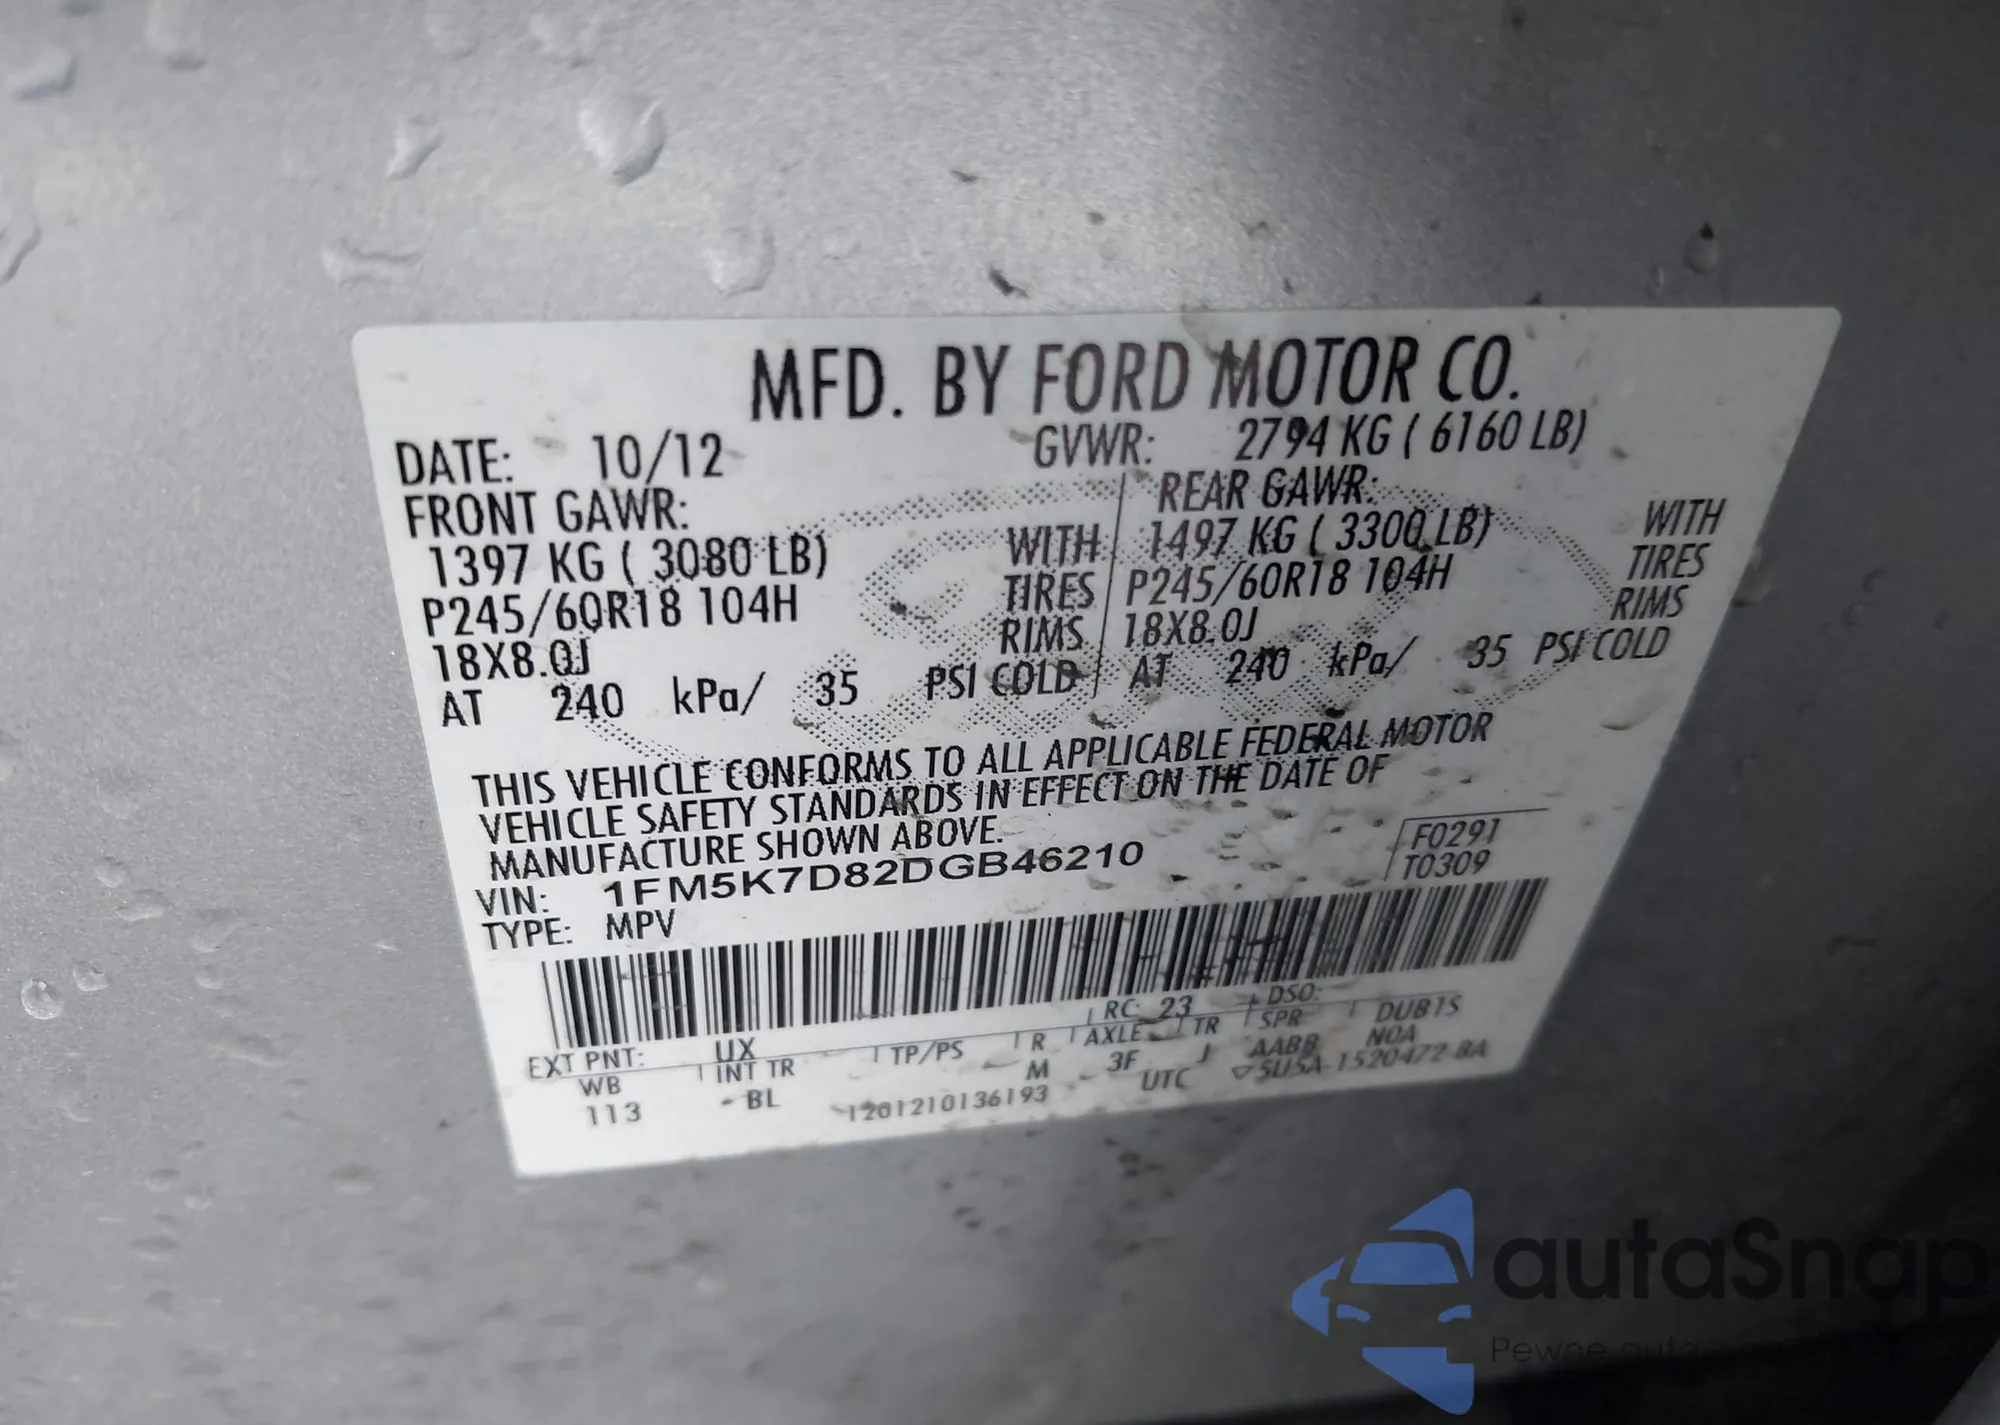 MFD. BY FORD MOTOR CO.
DATE: 10/12 GVWR: 2794 KG ( 6160 LB)
FRONT GAWR: REAR GAWR:
1397 KG ( 3080 LB) WITH 1497 KG ( 3300 LB) WITH
P245/60R18 104H TIRES P245/60R18 104H TIRES
18X8.0J RIMS 18X8.0J RIMS
AT 240 kPa/ 35 PSI COLD AT 240 kPa/ 35 PSI COLD
THIS VEHICLE CONFORMS TO ALL APPLICABLE FEDERAL MOTOR
VEHICLE SAFETY STANDARDS IN EFFECT ON THE DATE OF
MANUFACTURE SHOWN ABOVE.
F0291
VIN: 1FM5K7D82DGB46210 T0309
TYPE: MPV
EXT PNT: UX RC: 23 DSO:
WB INT TR TP/PS R AXLE TR SPR DUB1S
113 BL M 3F J AABB NOA
1201210136193 UTC ▽5U5A-1520472-BA
autaSnap
Pewne auta